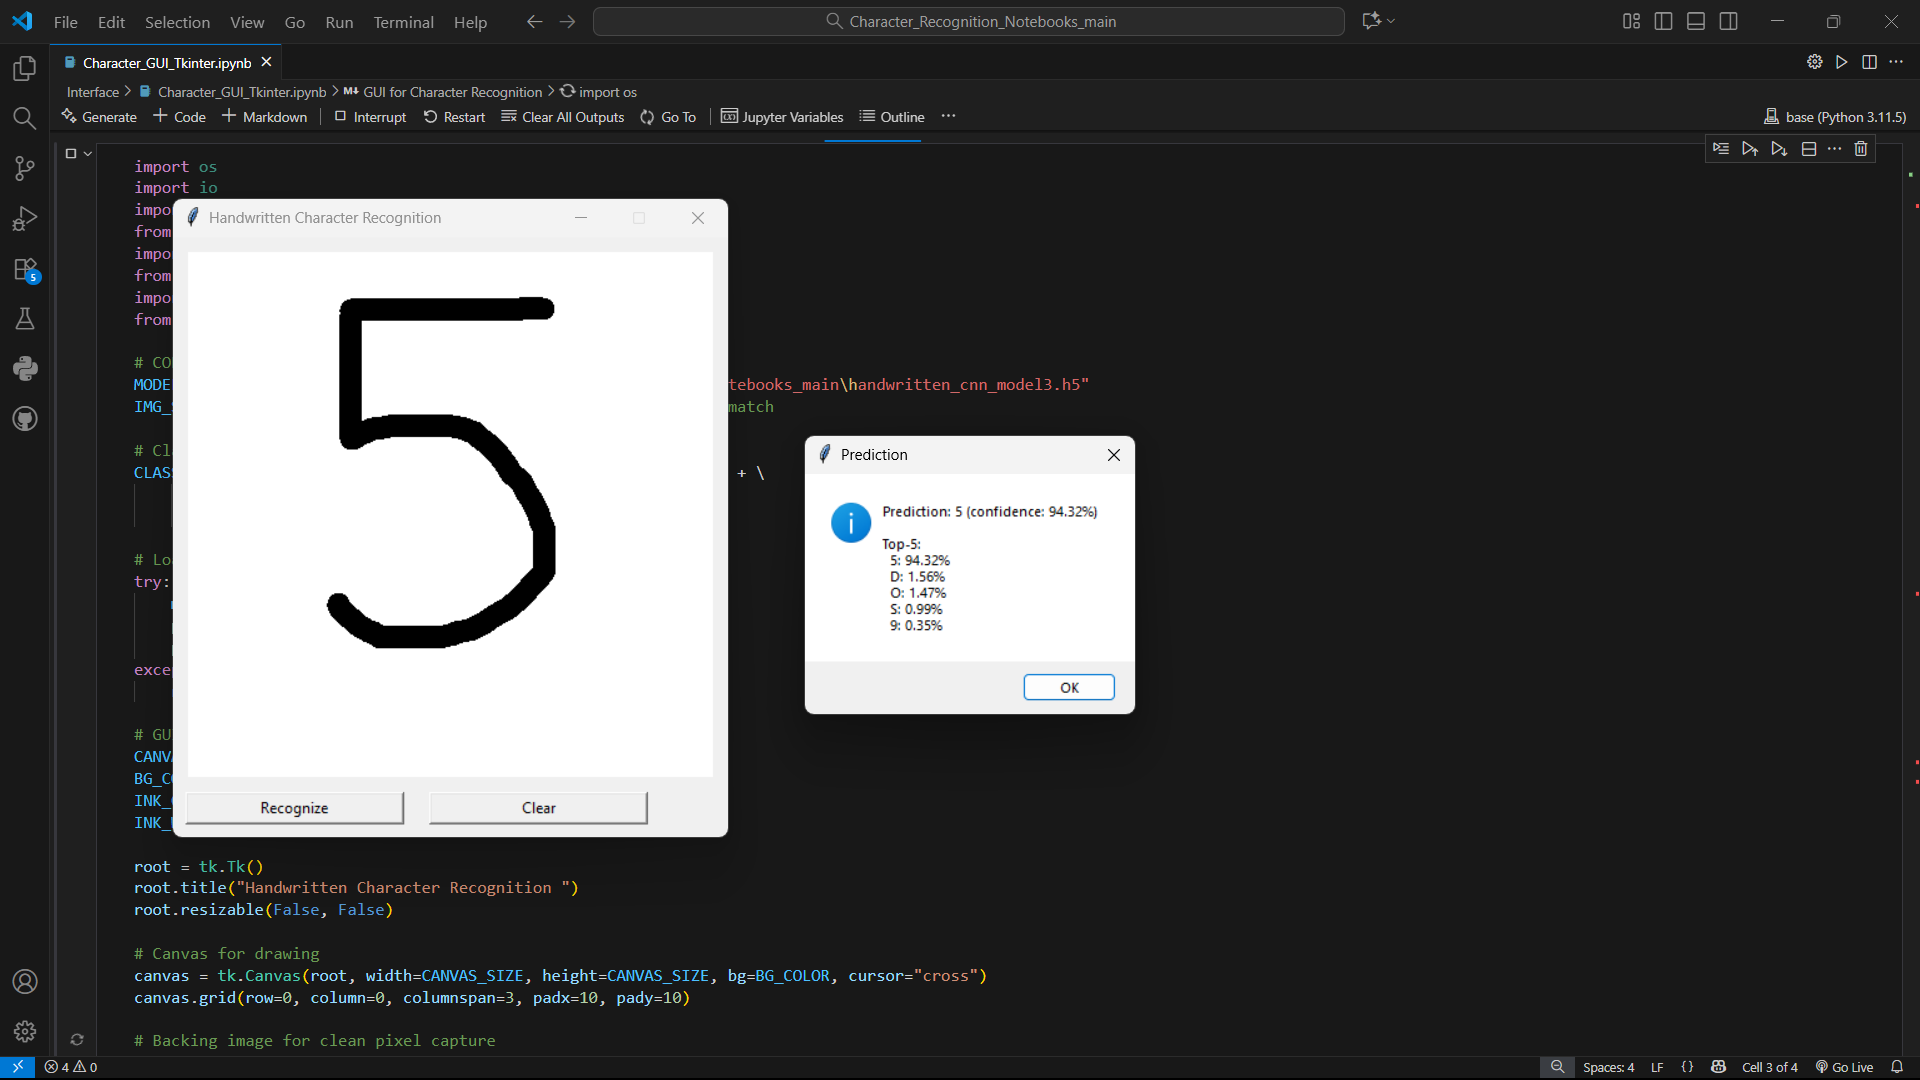 File Edit Selection View Go Run Terminal Help
Character_Recognition_Notebooks_main
Character_GUI_Tkinter.ipynb
Interface > Character_GUI_Tkinter.ipynb > M↓ GUI for Character Recognition > import os
Generate + Code + Markdown Interrupt Restart Clear All Outputs Go To Jupyter Variables Outline ...
base (Python 3.11.5)
import os
import io
impo
from
impo
from
impo
from
# CO
MODE
tebooks_main\handwritten_cnn_model3.h5"
IMG_
match
# Cl
CLAS
+ \
# Lo
try:
exce
# GU
CANV
BG_C
INK_
INK_
root = tk.Tk()
root.title("Handwritten Character Recognition ")
root.resizable(False, False)
# Canvas for drawing
canvas = tk.Canvas(root, width=CANVAS_SIZE, height=CANVAS_SIZE, bg=BG_COLOR, cursor="cross")
canvas.grid(row=0, column=0, columnspan=3, padx=10, pady=10)
# Backing image for clean pixel capture
Handwritten Character Recognition
5
Recognize Clear
Prediction
Prediction: 5 (confidence: 94.32%)
Top-5:
5: 94.32%
D: 1.56%
O: 1.47%
S: 0.99%
9: 0.35%
OK
5
4 0
Spaces: 4 LF {} Cell 3 of 4 Go Live